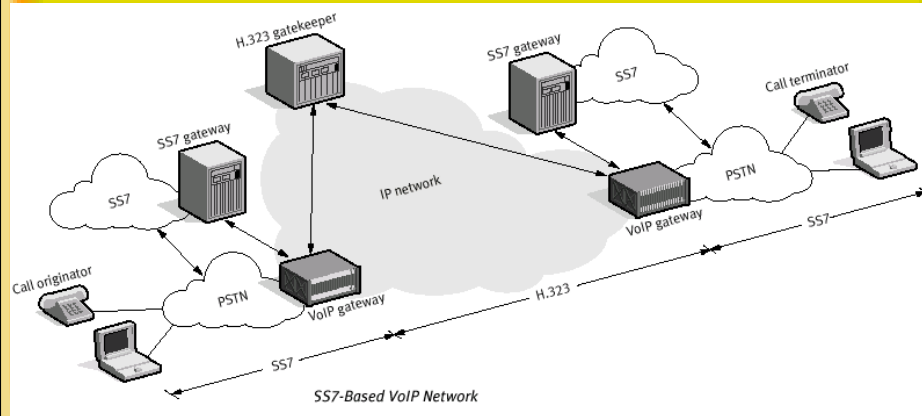 H.323 gatekeeper
SS7 gateway
SS7
Call terminator
SS7 gateway
PSTN
IP network
SS7
VoIP gateway
SS7
Call originator
PSTN
VoIP gateway
H.323
SS7
SS7-Based VoIP Network